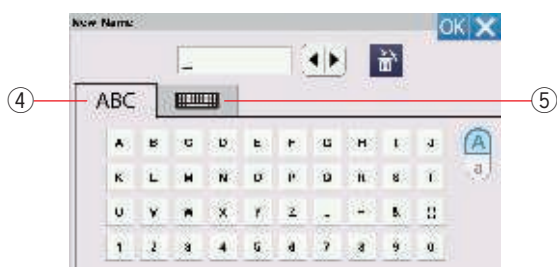 New Name
OK
_
④ ABC ⑤
A B C D E F G H I J A
K L M N O P Q R S T a
U V W X Y Z _ - &
1 2 3 4 5 6 7 8 9 0